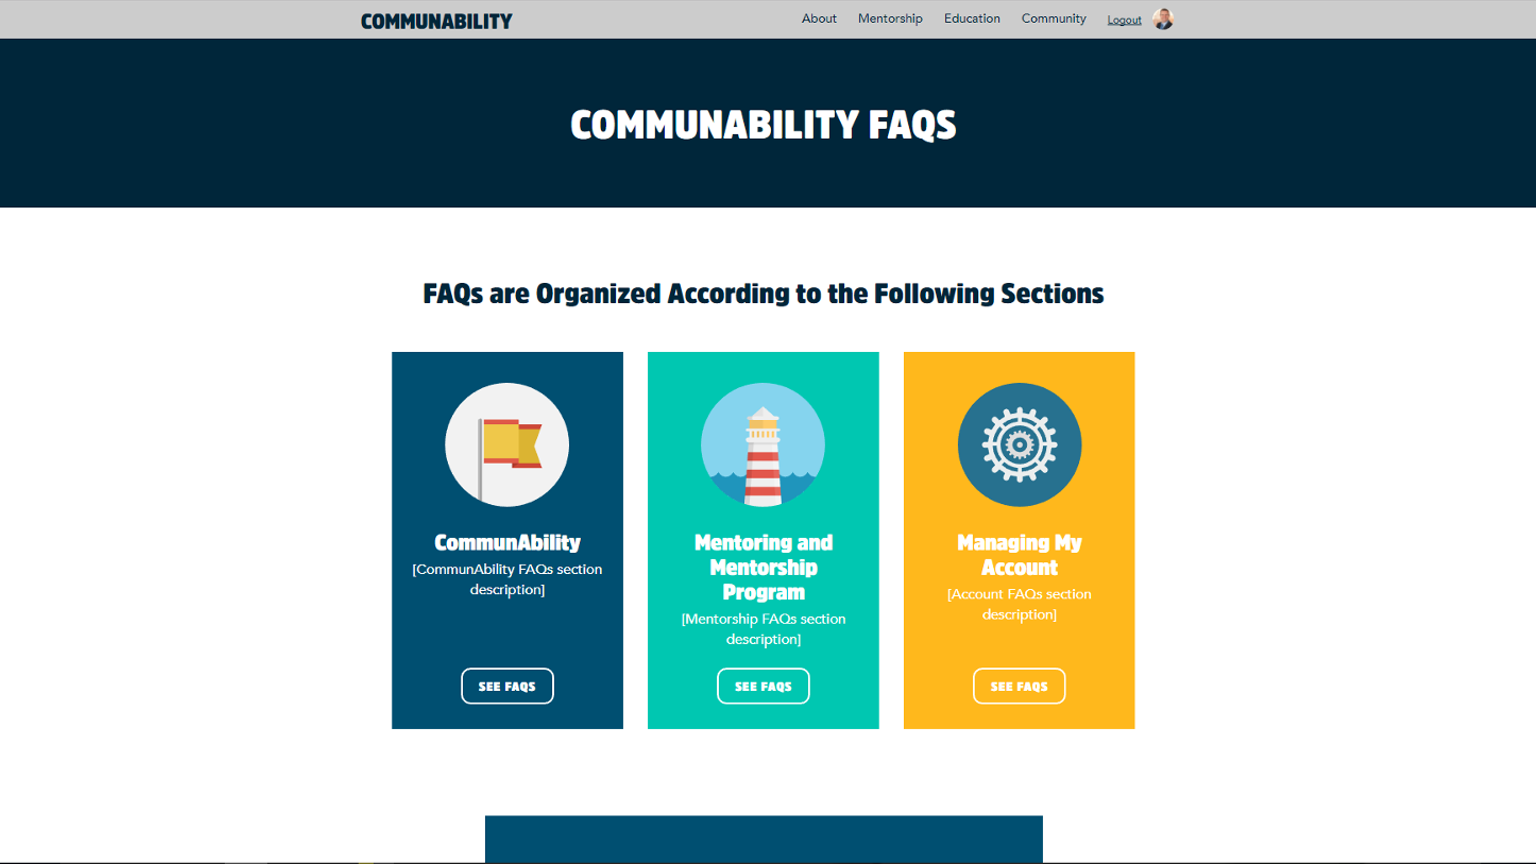 COMMUNABILITY
About Mentorship Education Community Logout
COMMUNABILITY FAQS
FAQs are Organized According to the Following Sections
CommunAbility
[CommunAbility FAQs section
description]
SEE FAQS
Mentoring and
Mentorship
Program
[Mentorship FAQs section
description]
SEE FAQS
Managing My
Account
[Account FAQs section
description]
SEE FAQS